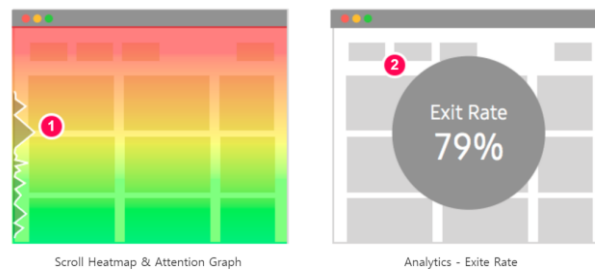 1
2
Exit Rate
79%
Scroll Heatmap & Attention Graph
Analytics - Exite Rate